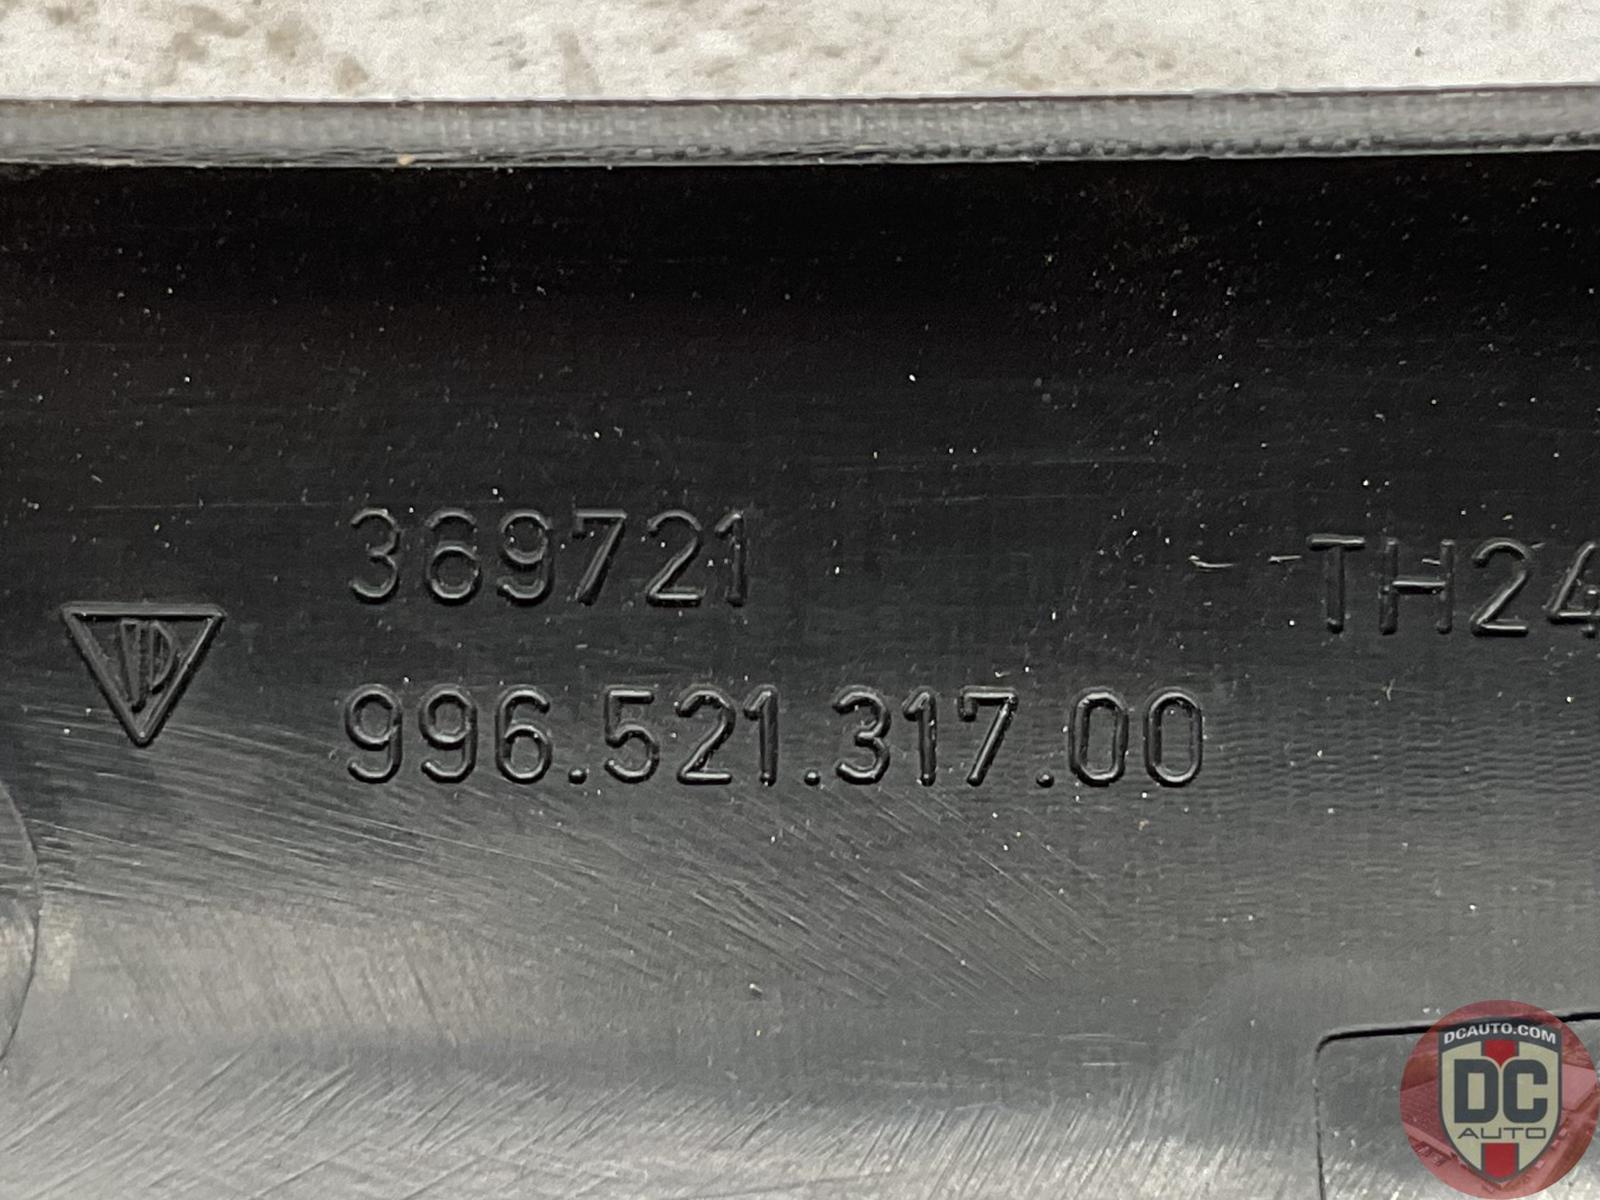 369721
TH24
996.521.317.00
DCAUTO.COM
DC
AUTO